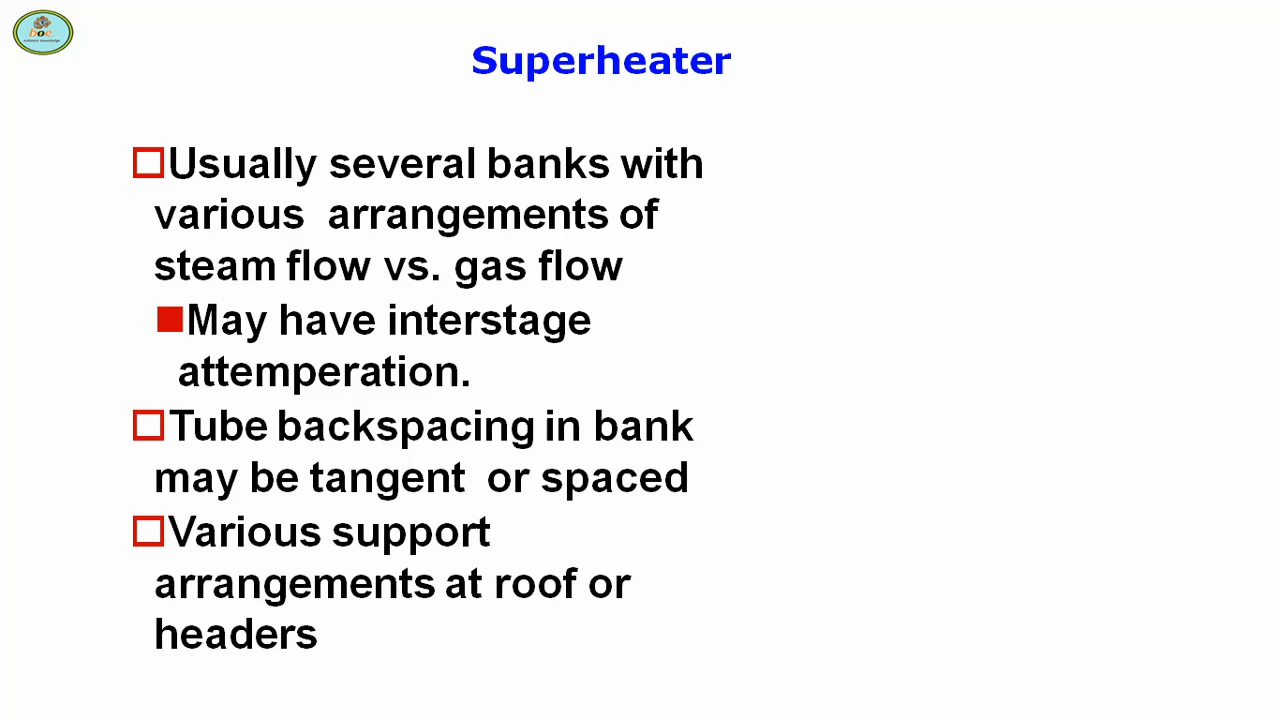 boe
Superheater
Usually several banks with
various arrangements of
steam flow vs. gas flow
May have interstage
attemperation.
Tube backspacing in bank
may be tangent or spaced
Various support
arrangements at roof or
headers